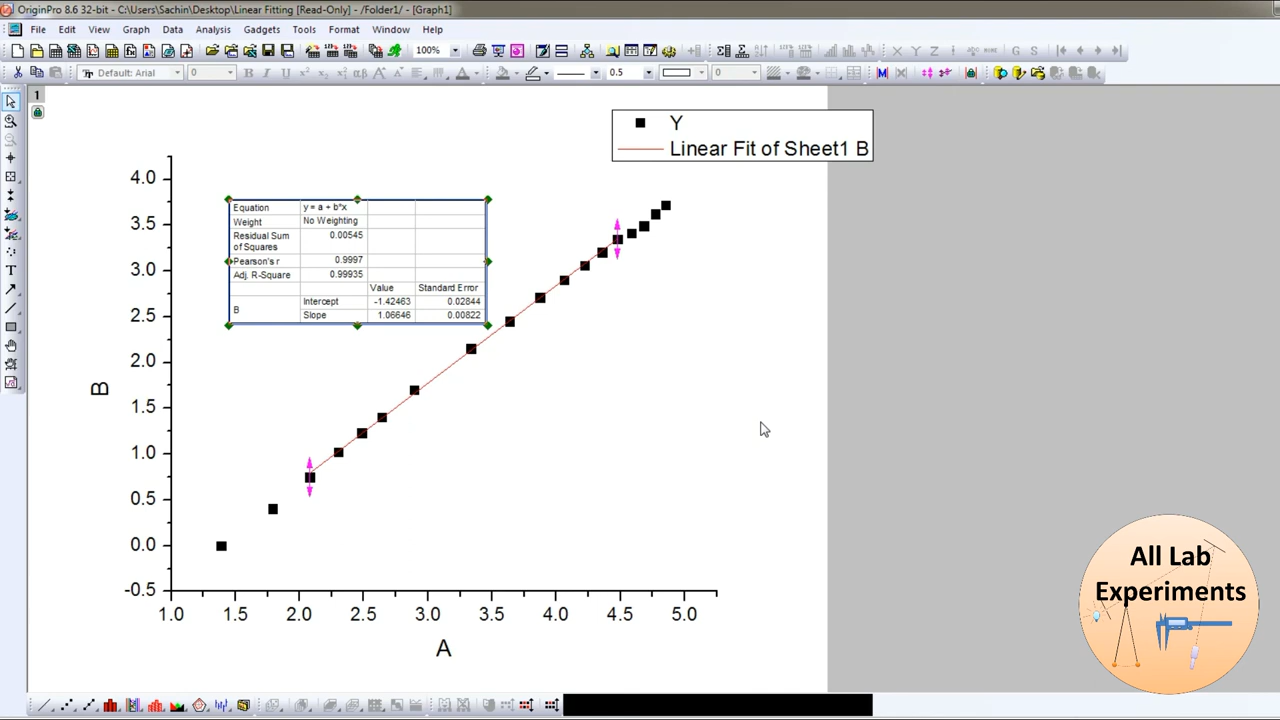 OriginPro 8.6 32-bit - C:\Users\Sachin\Desktop\Linear Fitting [Read-Only] - /Folder1/ - [Graph1]
File Edit View Graph Data Analysis Gadgets Tools Format Window Help
100%
Default: Arial 0 B I U 0.5 0
1
Y
Linear Fit of Sheet1 B
4.0
3.5
3.0
2.5
2.0
1.5
1.0
0.5
0.0
-0.5
B
Equation y = a + b*x
Weight No Weighting
Residual Sum of Squares 0.00545
Pearson's r 0.9997
Adj. R-Square 0.99935
Value Standard Error
B Intercept -1.42463 0.02844
Slope 1.06646 0.00822
1.0 1.5 2.0 2.5 3.0 3.5 4.0 4.5 5.0
A
All Lab
Experiments